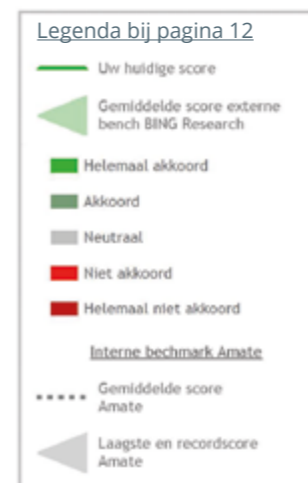 Legenda bij pagina 12
Uw huidige score
Gemiddelde score externe
bench BING Research
Helemaal akkoord
Akkoord
Neutraal
Niet akkoord
Helemaal niet akkoord
Interne bechmark Amate
Gemiddelde score
Amate
Laagste en recordscore
Amate